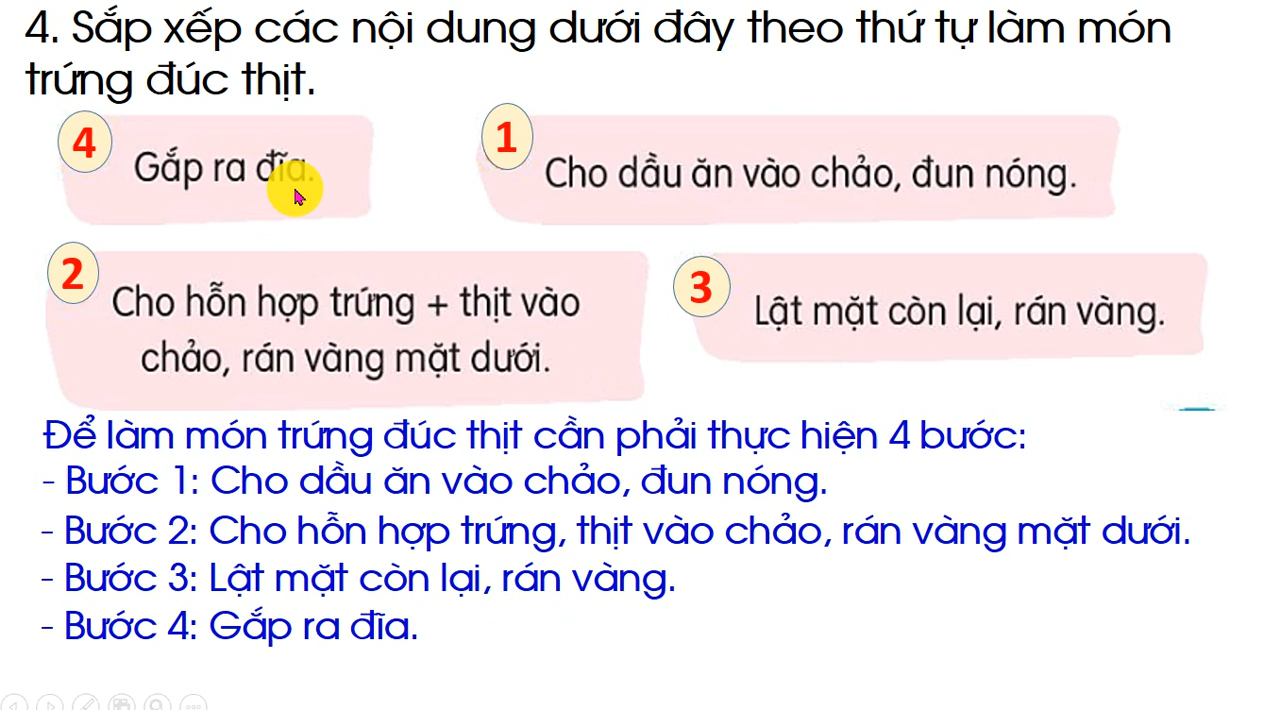 4. Sắp xếp các nội dung dưới đây theo thứ tự làm món
trứng đúc thịt.
4
Gắp ra đĩa.
1
Cho dầu ăn vào chảo, đun nóng.
2
Cho hỗn hợp trứng + thịt vào
chảo, rán vàng mặt dưới.
3
Lật mặt còn lại, rán vàng.
Để làm món trứng đúc thịt cần phải thực hiện 4 bước:
- Bước 1: Cho dầu ăn vào chảo, đun nóng.
- Bước 2: Cho hỗn hợp trứng, thịt vào chảo, rán vàng mặt dưới.
- Bước 3: Lật mặt còn lại, rán vàng.
- Bước 4: Gắp ra đĩa.